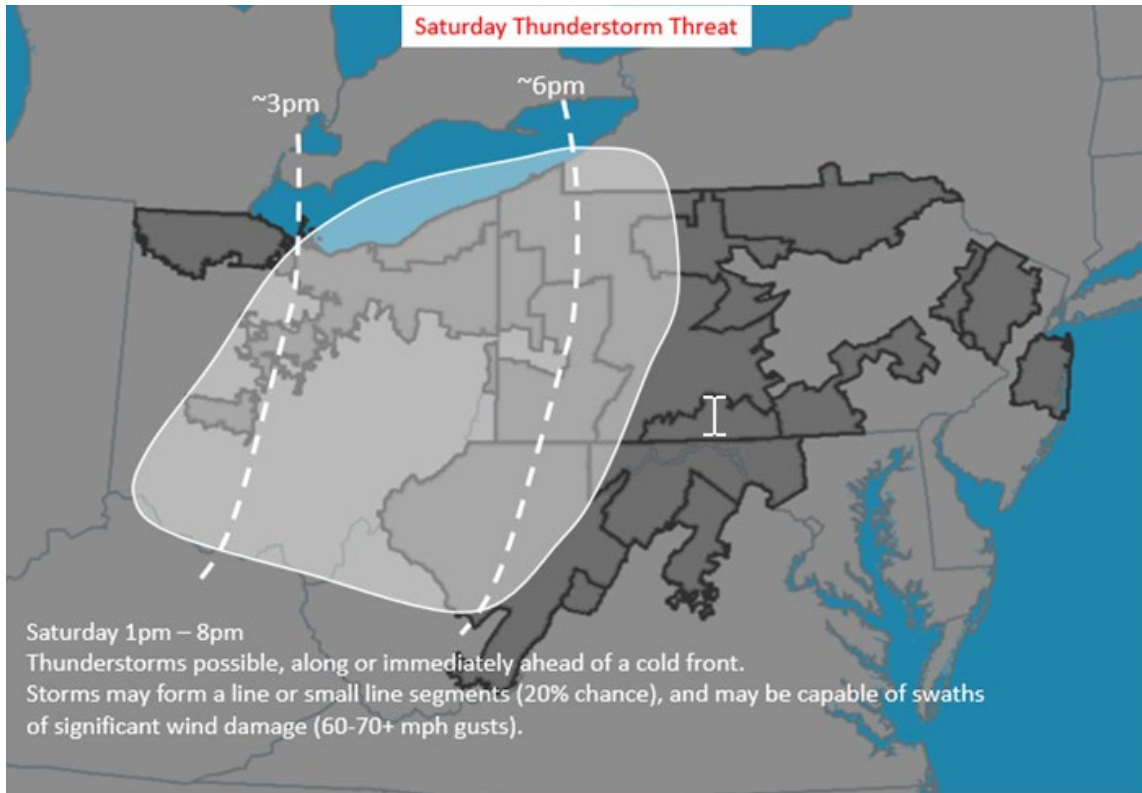 Saturday Thunderstorm Threat
~3pm
~6pm
Saturday 1pm – 8pm
Thunderstorms possible, along or immediately ahead of a cold front.
Storms may form a line or small line segments (20% chance), and may be capable of swaths
of significant wind damage (60-70+ mph gusts).